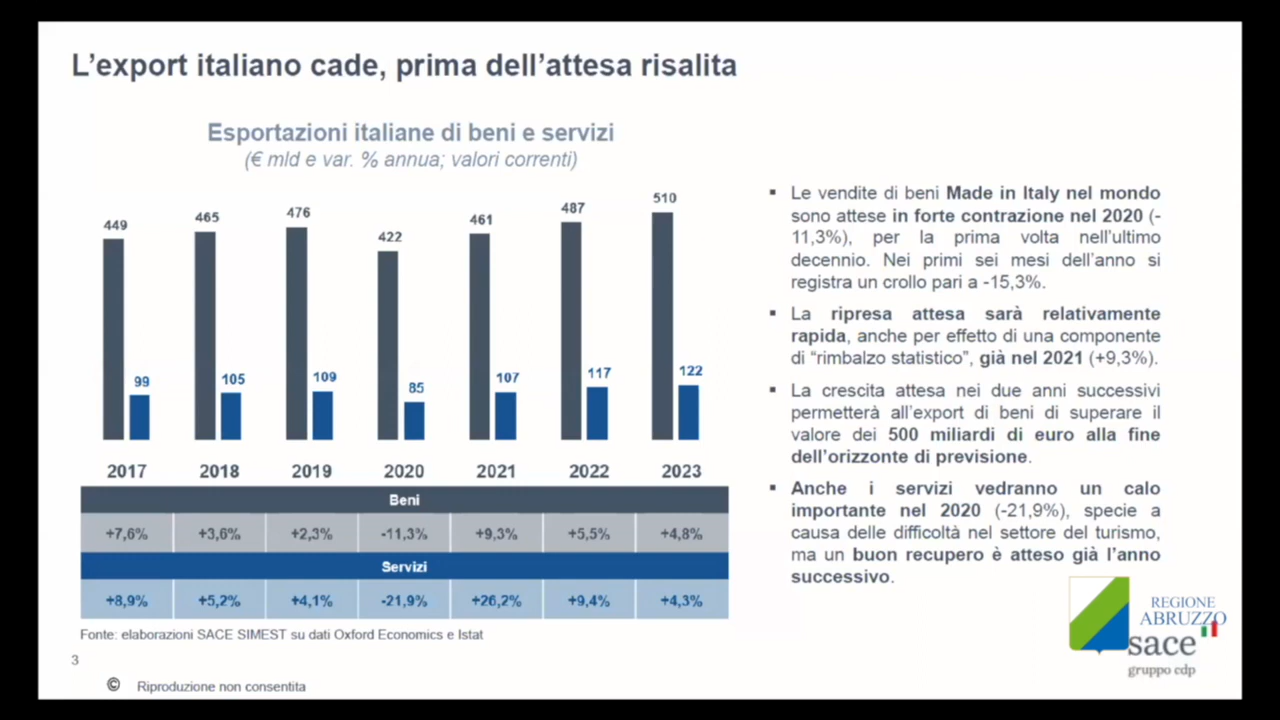 L'export italiano cade, prima dell'attesa risalita
Esportazioni italiane di beni e servizi
(€ mld e var. % annua; valori correnti)
449 465 476 422 461 487 510
99 105 109 85 107 117 122
2017 2018 2019 2020 2021 2022 2023
Beni
+7,6% +3,6% +2,3% -11,3% +9,3% +5,5% +4,8%
Servizi
+8,9% +5,2% +4,1% -21,9% +26,2% +9,4% +4,3%
Fonte: elaborazioni SACE SIMEST su dati Oxford Economics e Istat
3
© Riproduzione non consentita
▪ Le vendite di beni Made in Italy nel mondo
sono attese in forte contrazione nel 2020 (-
11,3%), per la prima volta nell'ultimo
decennio. Nei primi sei mesi dell'anno si
registra un crollo pari a -15,3%.
▪ La ripresa attesa sarà relativamente
rapida, anche per effetto di una componente
di "rimbalzo statistico", già nel 2021 (+9,3%).
▪ La crescita attesa nei due anni successivi
permetterà all'export di beni di superare il
valore dei 500 miliardi di euro alla fine
dell'orizzonte di previsione.
▪ Anche i servizi vedranno un calo
importante nel 2020 (-21,9%), specie a
causa delle difficoltà nel settore del turismo,
ma un buon recupero è atteso già l'anno
successivo.
REGIONE
ABRUZZO
sace
gruppo cdp